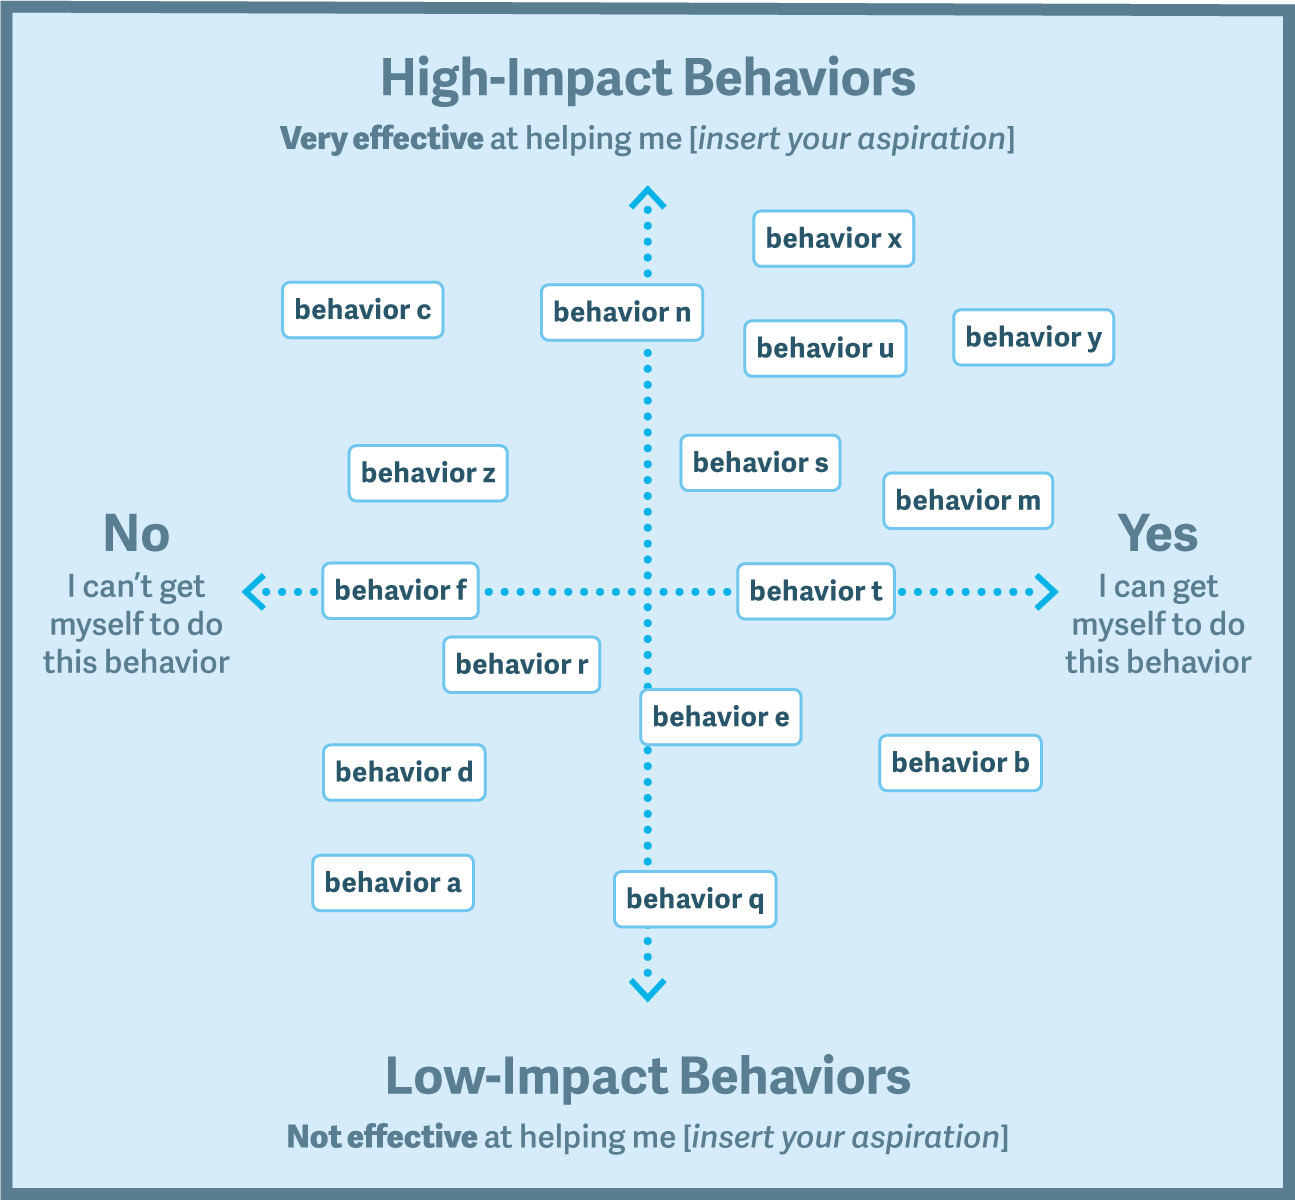 High-Impact Behaviors
Very effective at helping me [insert your aspiration]
behavior x
behavior c
behavior n
behavior u
behavior y
behavior z
behavior s
behavior m
No
I can't get
myself to do
this behavior
Yes
I can get
myself to do
this behavior
behavior f
behavior t
behavior r
behavior e
behavior d
behavior b
behavior a
behavior q
Low-Impact Behaviors
Not effective at helping me [insert your aspiration]